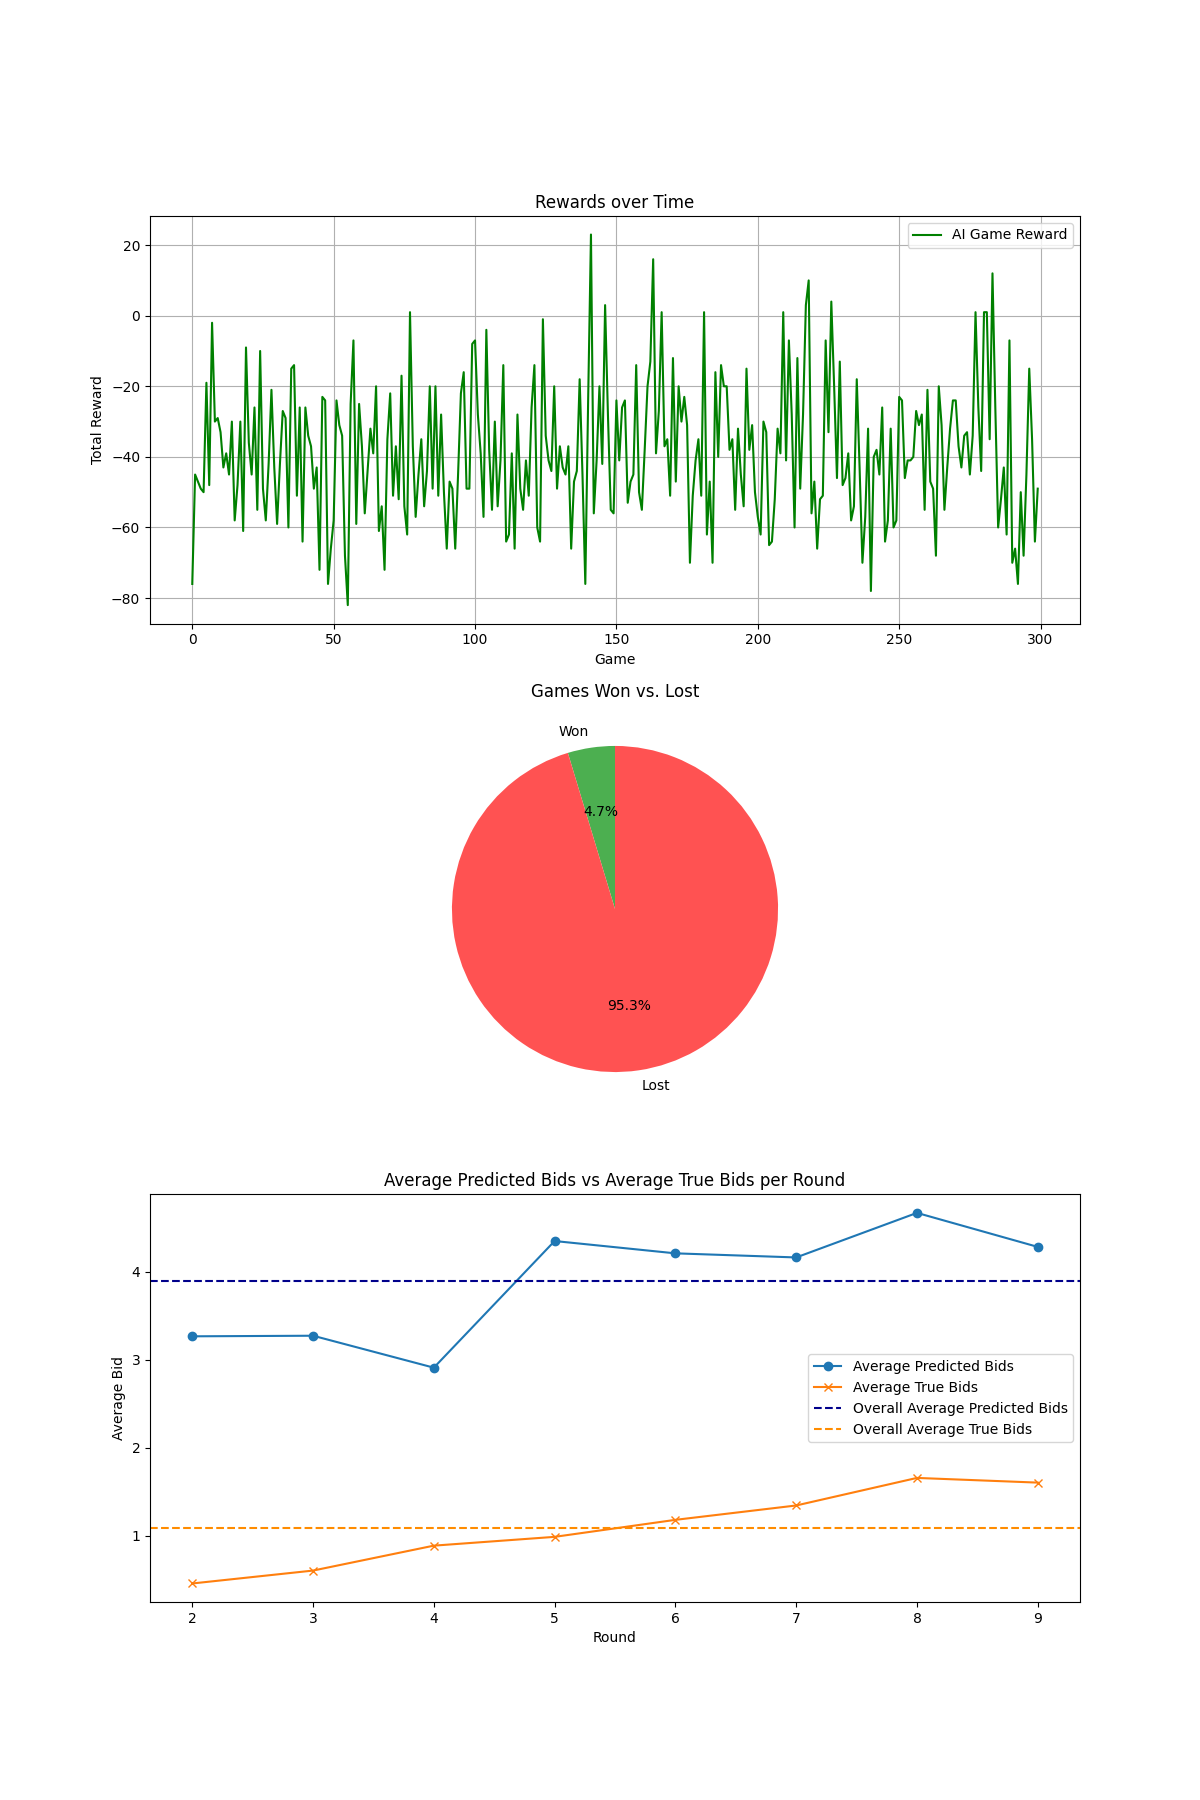 Rewards over Time
AI Game Reward
Total Reward
20
0
−20
−40
−60
−80
0 50 100 150 200 250 300
Game
Games Won vs. Lost
Won
4.7%
95.3%
Lost
Average Predicted Bids vs Average True Bids per Round
Average Bid
4
3
2
1
Average Predicted Bids
Average True Bids
Overall Average Predicted Bids
Overall Average True Bids
2 3 4 5 6 7 8 9
Round